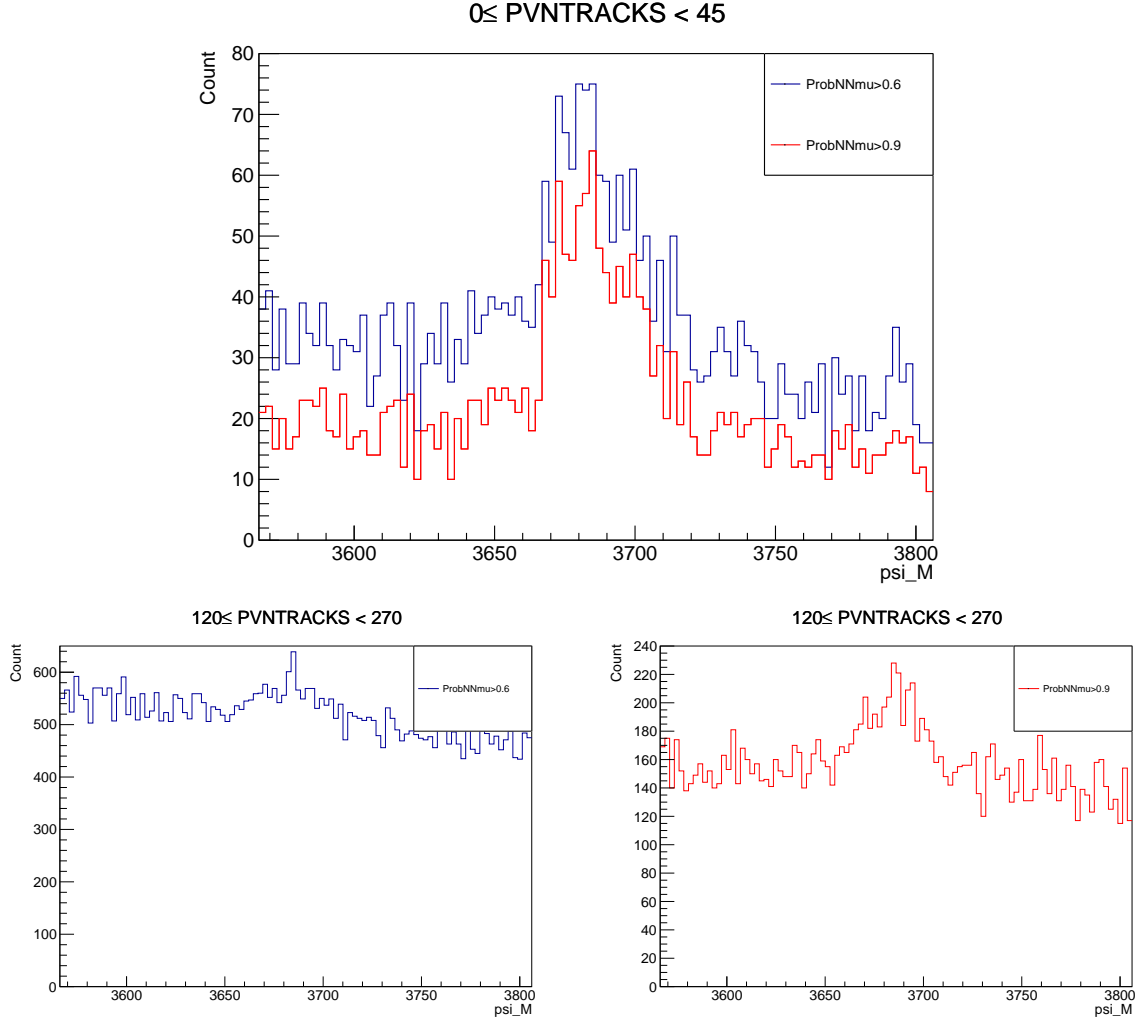 0≤ PVNTRACKS < 45
Count
80
70
60
50
40
30
20
10
0
ProbNNmu>0.6
ProbNNmu>0.9
3600 3650 3700 3750 3800
psi_M
120≤ PVNTRACKS < 270
Count
600
500
400
300
200
100
0
ProbNNmu>0.6
3600 3650 3700 3750 3800
psi_M
120≤ PVNTRACKS < 270
Count
240
220
200
180
160
140
120
100
80
60
40
20
0
ProbNNmu>0.9
3600 3650 3700 3750 3800
psi_M